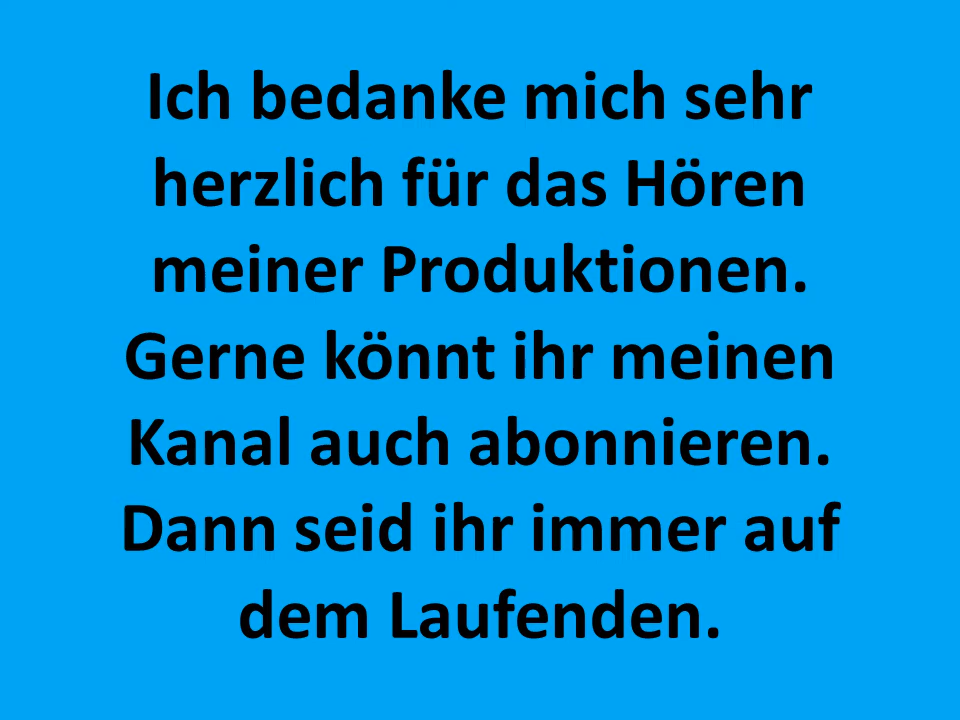 Ich bedanke mich sehr
herzlich für das Hören
meiner Produktionen.
Gerne könnt ihr meinen
Kanal auch abonnieren.
Dann seid ihr immer auf
dem Laufenden.